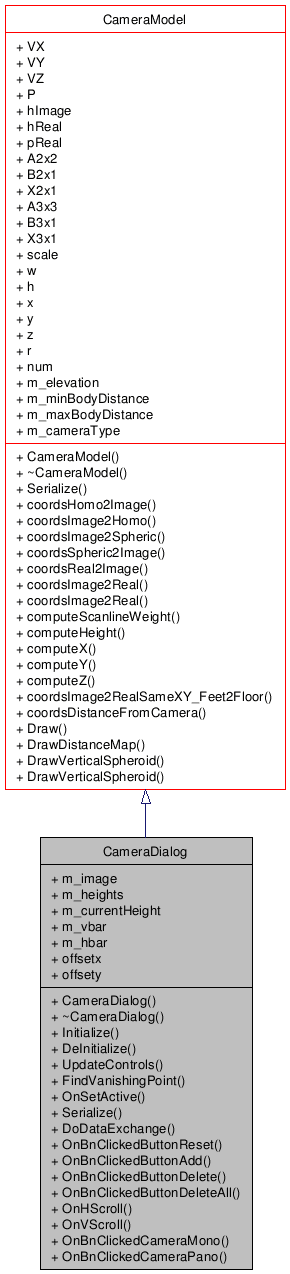 CameraModel
+ VX
+ VY
+ VZ
+ P
+ hImage
+ hReal
+ pReal
+ A2x2
+ B2x1
+ X2x1
+ A3x3
+ B3x1
+ X3x1
+ scale
+ w
+ h
+ x
+ y
+ z
+ r
+ num
+ m_elevation
+ m_minBodyDistance
+ m_maxBodyDistance
+ m_cameraType
+ CameraModel()
+ ~CameraModel()
+ Serialize()
+ coordsHomo2Image()
+ coordsImage2Homo()
+ coordsImage2Spheric()
+ coordsSpheric2Image()
+ coordsReal2Image()
+ coordsImage2Real()
+ coordsImage2Real()
+ computeScanlineWeight()
+ computeHeight()
+ computeX()
+ computeY()
+ computeZ()
+ coordsImage2RealSameXY_Feet2Floor()
+ coordsDistanceFromCamera()
+ Draw()
+ DrawDistanceMap()
+ DrawVerticalSpheroid()
+ DrawVerticalSpheroid()
CameraDialog
+ m_image
+ m_heights
+ m_currentHeight
+ m_vbar
+ m_hbar
+ offsetx
+ offsety
+ CameraDialog()
+ ~CameraDialog()
+ Initialize()
+ DeInitialize()
+ UpdateControls()
+ FindVanishingPoint()
+ OnSetActive()
+ Serialize()
+ DoDataExchange()
+ OnBnClickedButtonReset()
+ OnBnClickedButtonAdd()
+ OnBnClickedButtonDelete()
+ OnBnClickedButtonDeleteAll()
+ OnHScroll()
+ OnVScroll()
+ OnBnClickedCameraMono()
+ OnBnClickedCameraPano()